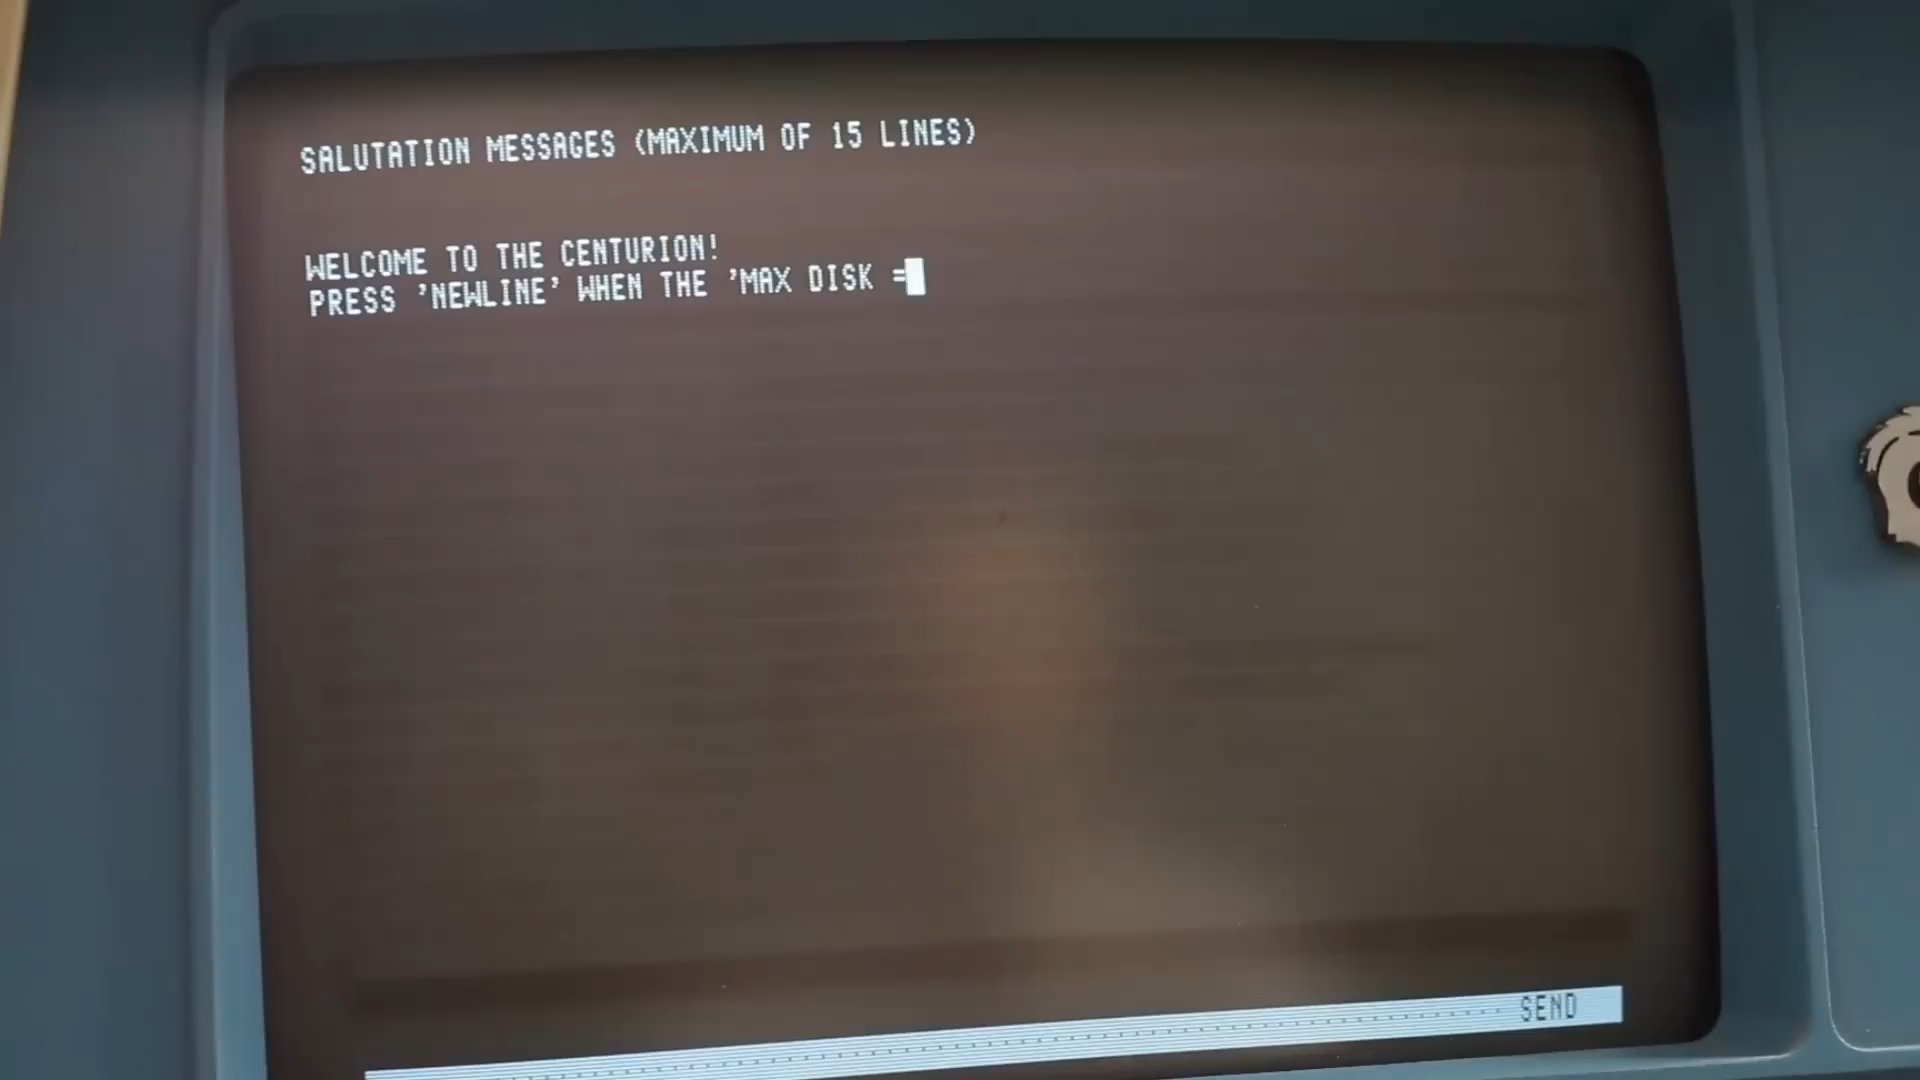 SALUTATION MESSAGES (MAXIMUM OF 15 LINES)
WELCOME TO THE CENTURION!
PRESS 'NEWLINE' WHEN THE 'MAX DISK =
SEND